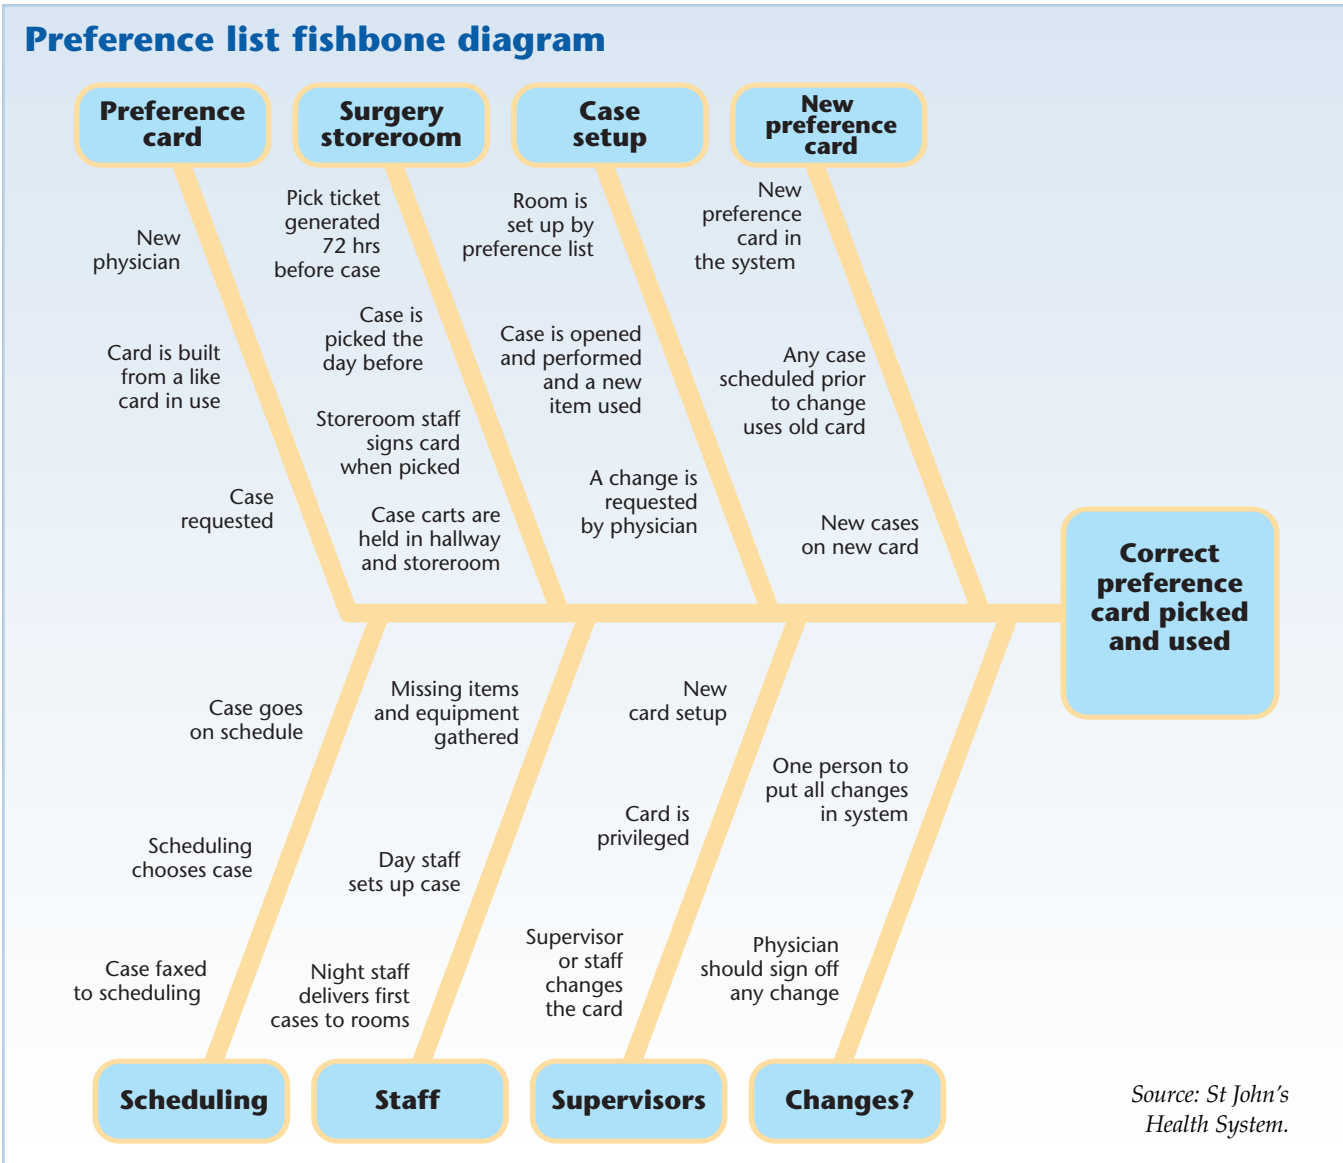 Preference list fishbone diagram
Preference
card
Surgery
storeroom
Case
setup
New
preference
card
New
physician
Card is built
from a like
card in use
Case
requested
Pick ticket
generated
72 hrs
before case
Case is
picked the
day before
Storeroom staff
signs card
when picked
Case carts are
held in hallway
and storeroom
Room is
set up by
preference list
Case is opened
and performed
and a new
item used
A change is
requested
by physician
New
preference
card in
the system
Any case
scheduled prior
to change
uses old card
New cases
on new card
Correct
preference
card picked
and used
Case goes
on schedule
Scheduling
chooses case
Case faxed
to scheduling
Missing items
and equipment
gathered
Day staff
sets up case
Night staff
delivers first
cases to rooms
New
card setup
Card is
privileged
Supervisor
or staff
changes
the card
One person to
put all changes
in system
Physician
should sign off
any change
Scheduling
Staff
Supervisors
Changes?
Source: St John's
Health System.